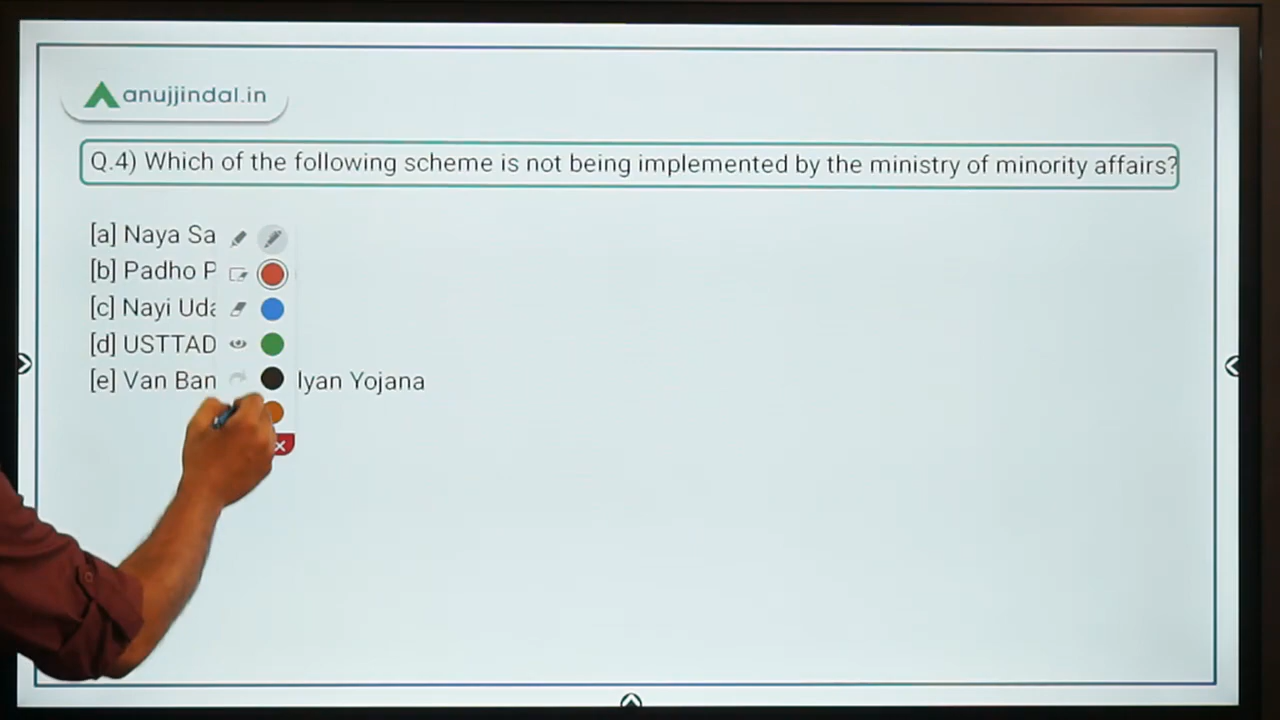 anujjindal.in
Q.4) Which of the following scheme is not being implemented by the ministry of minority affairs?
[a] Naya Sa
[b] Padho P
[c] Nayi Uda
[d] USTTAD
[e] Van Ban lyan Yojana